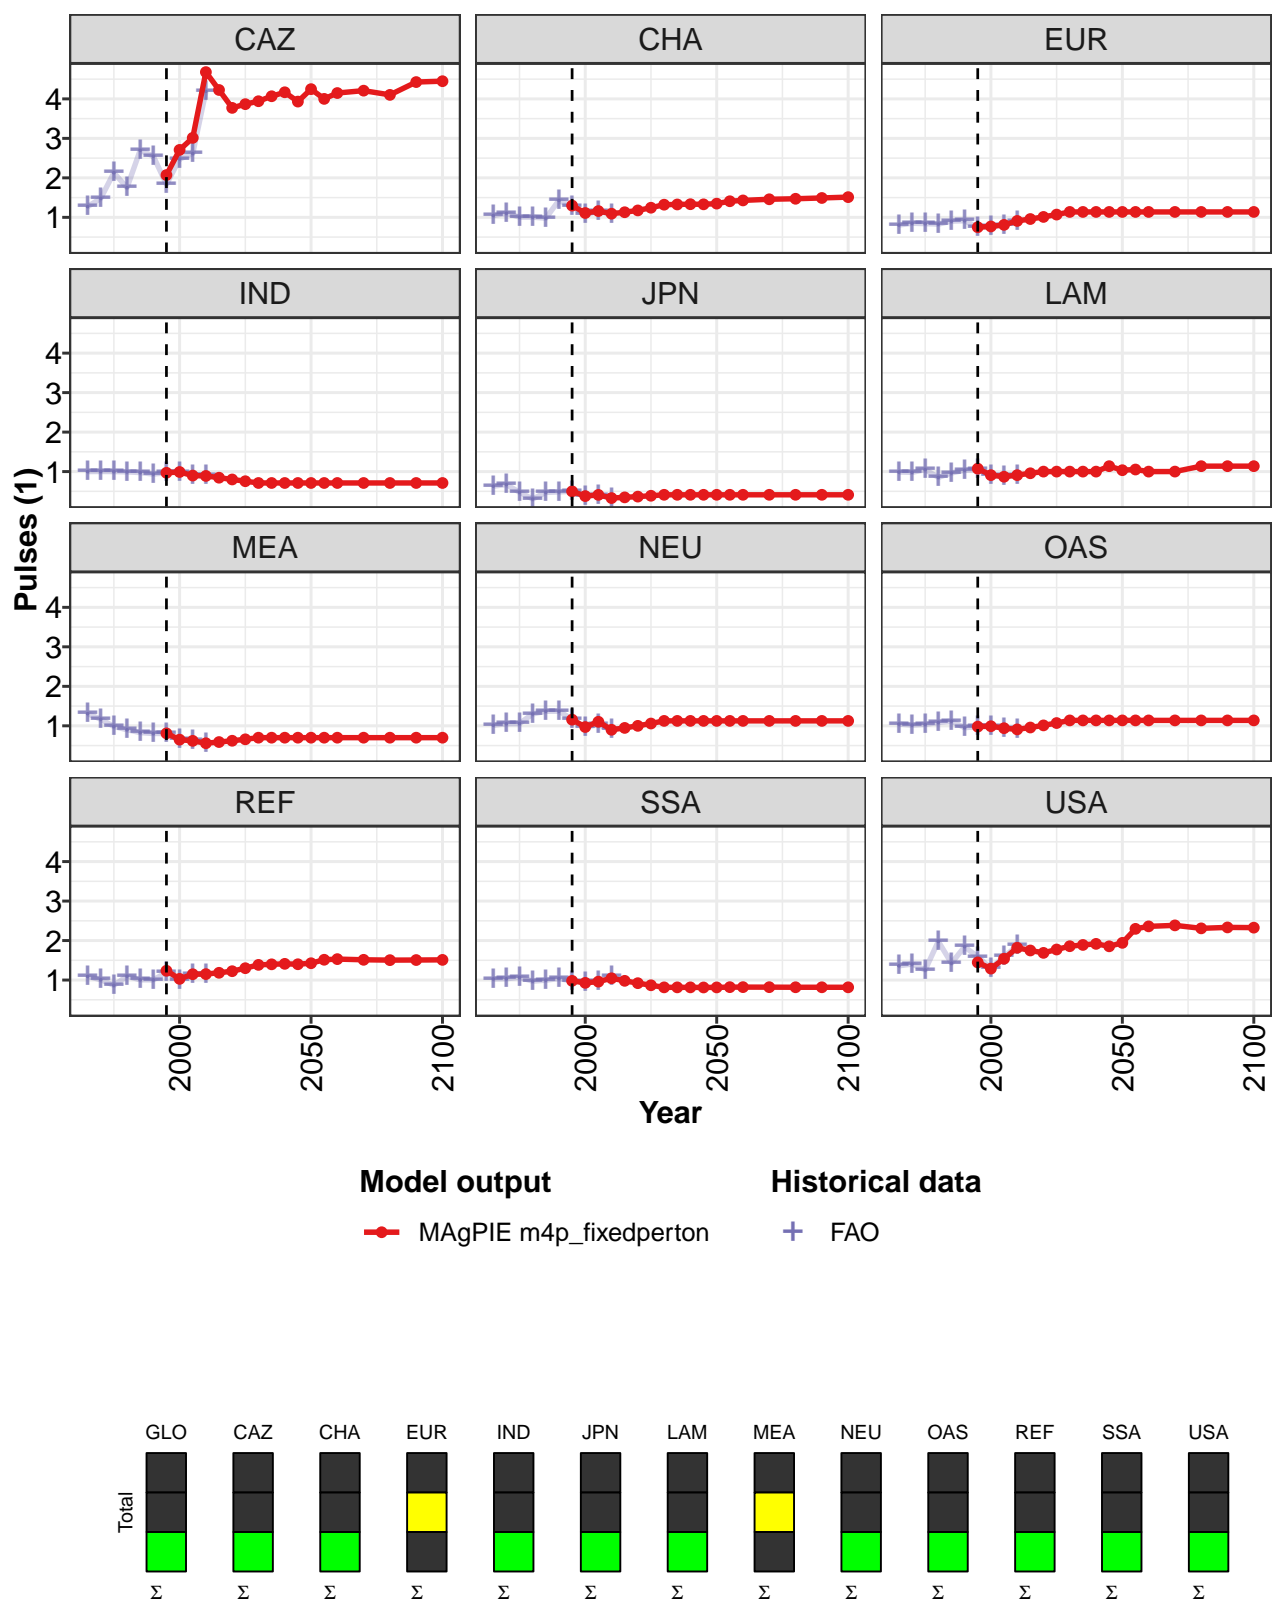 CAZ CHA EUR
4
3
2
1
IND JPN LAM
4
3
2
1
MEA NEU OAS
4
3
2
1
REF SSA USA
4
3
2
1
Pulses (1)
2000 2050 2100 2000 2050 2100 2000 2050 2100
Year
Model output Historical data
MAgPIE m4p_fixedperton FAO
GLO CAZ CHA EUR IND JPN LAM MEA NEU OAS REF SSA USA
Total
Σ Σ Σ Σ Σ Σ Σ Σ Σ Σ Σ Σ Σ